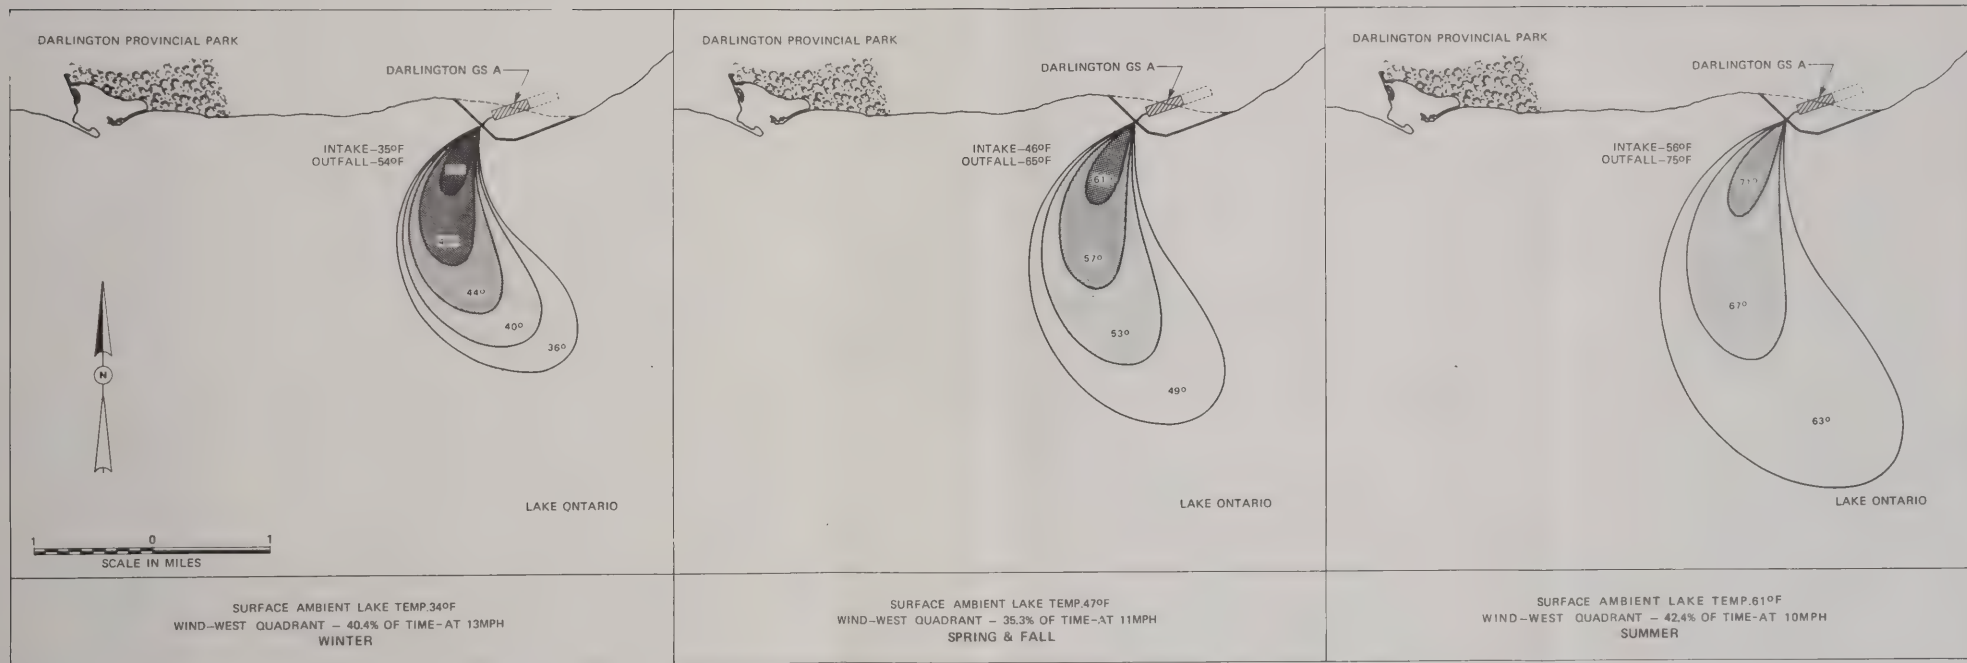 DARLINGTON PROVINCIAL PARK
DARLINGTON GS A
INTAKE–35°F
OUTFALL–54°F
44°
40°
36°
N
LAKE ONTARIO
1 0 1
SCALE IN MILES
SURFACE AMBIENT LAKE TEMP.34°F
WIND–WEST QUADRANT – 40.4% OF TIME–AT 13MPH
WINTER
DARLINGTON PROVINCIAL PARK
DARLINGTON GS A
INTAKE–46°F
OUTFALL–65°F
61°
57°
53°
49°
LAKE ONTARIO
SURFACE AMBIENT LAKE TEMP.47°F
WIND–WEST QUADRANT – 35.3% OF TIME–AT 11MPH
SPRING & FALL
DARLINGTON PROVINCIAL PARK
DARLINGTON GS A
INTAKE–56°F
OUTFALL–75°F
71°
67°
63°
LAKE ONTARIO
SURFACE AMBIENT LAKE TEMP.61°F
WIND–WEST QUADRANT – 42.4% OF TIME–AT 10MPH
SUMMER